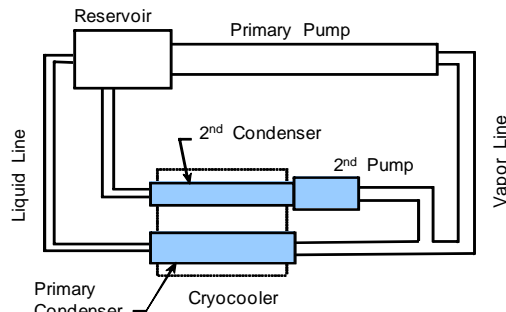 Reservoir
Primary Pump
2nd Condenser
2nd Pump
Liquid Line
Vapor Line
Primary
Condenser
Cryocooler